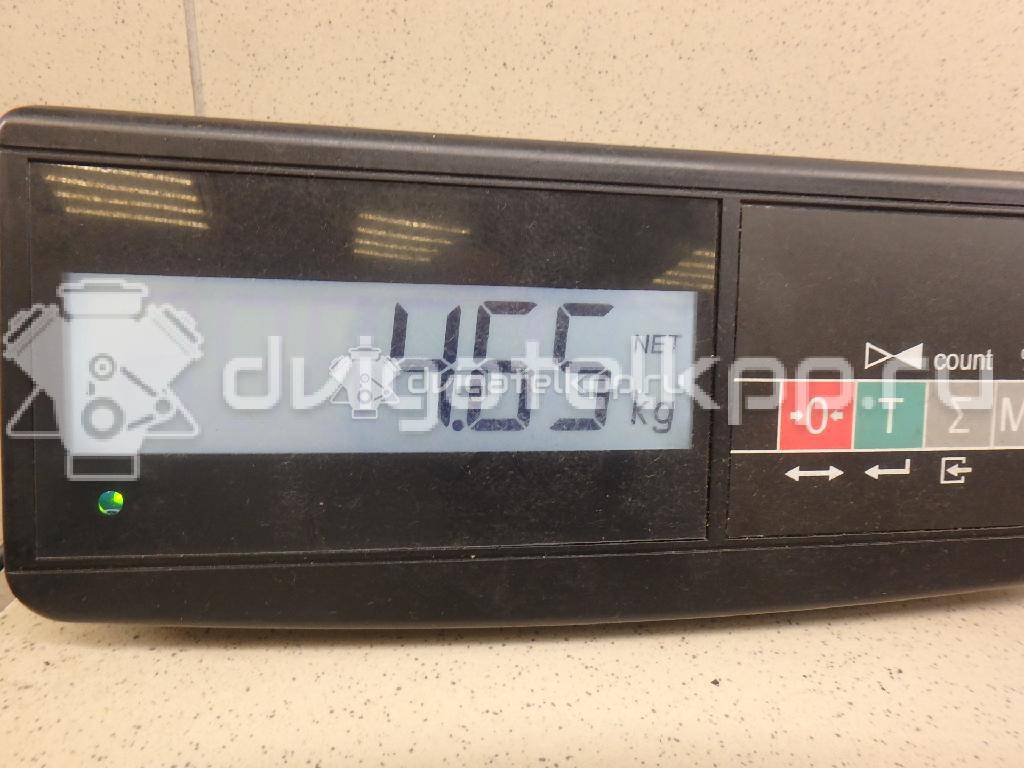 4.65
NET
kg
dvigatelkpp.ru
dvigatelkpp.ru
count
→0← T Σ M